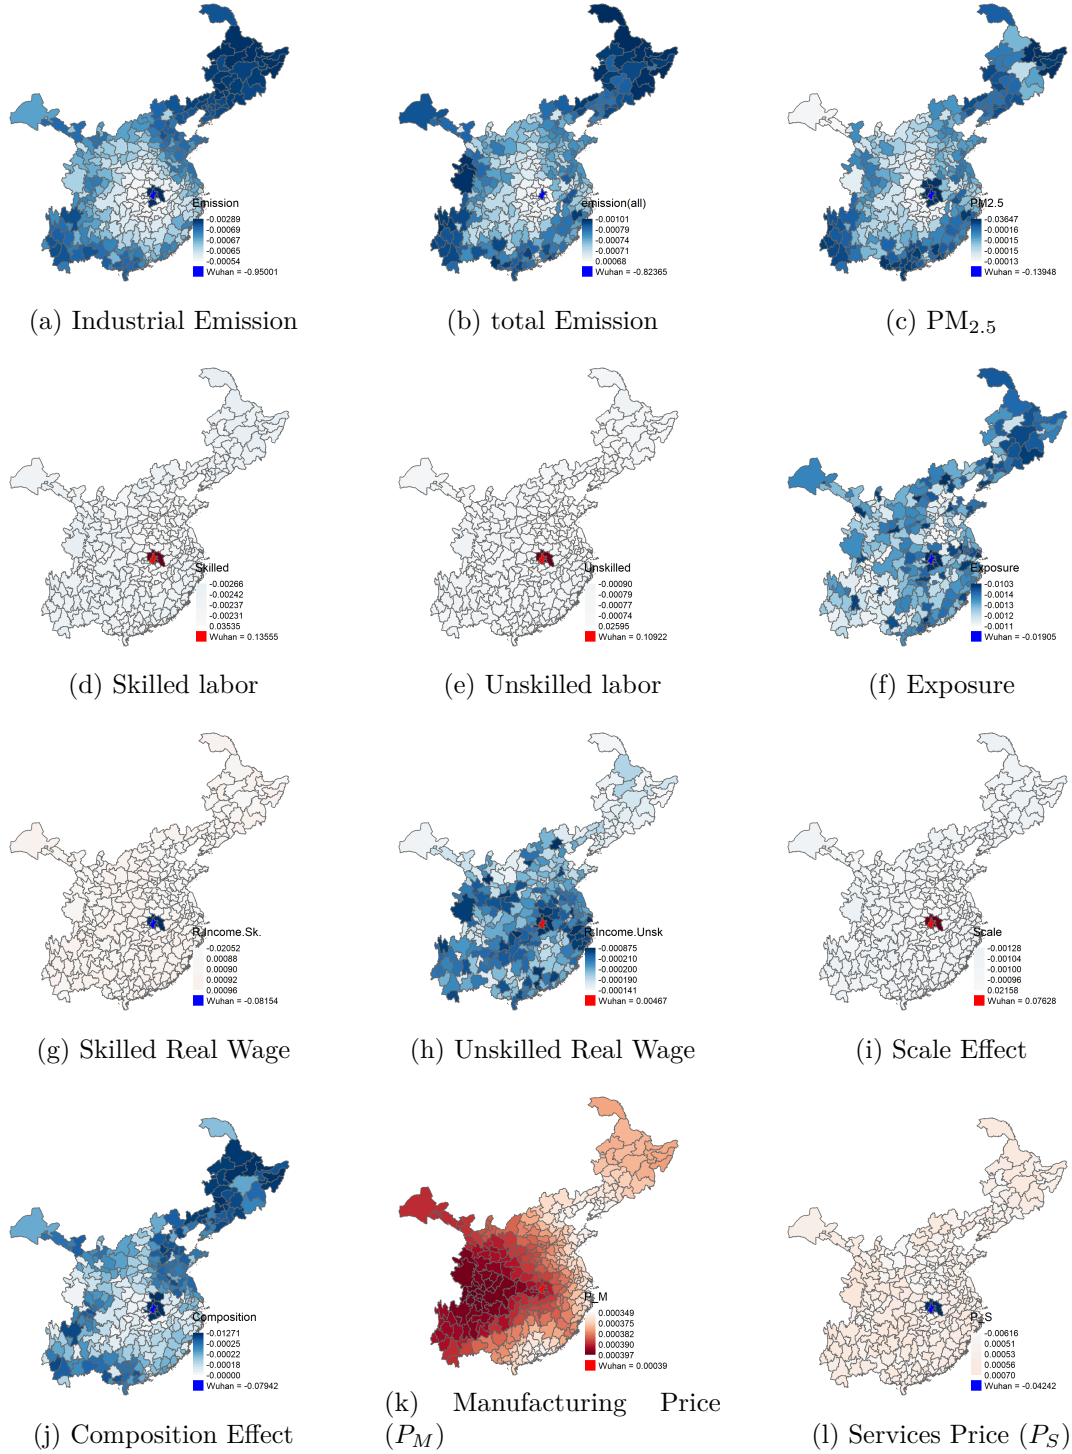 Emission
-0.00289
-0.00069
-0.00067
-0.00065
-0.00054
Wuhan = -0.95001
(a) Industrial Emission
emission(all)
-0.00101
-0.00079
-0.00074
-0.00071
0.00068
Wuhan = -0.82365
(b) total Emission
PM2.5
0.03647
-0.00016
-0.00015
-0.00015
-0.00013
Wuhan = -0.13948
(c) PM2.5
Skilled
-0.00266
-0.00242
-0.00237
-0.00231
0.03535
Wuhan = 0.13555
(d) Skilled labor
Unskilled
-0.00090
-0.00079
-0.00077
-0.00074
0.02595
Wuhan = 0.10922
(e) Unskilled labor
Exposure
-0.0103
-0.0014
-0.0013
-0.0012
-0.0011
Wuhan = -0.01905
(f) Exposure
R.Income.Sk.
-0.02052
0.00088
0.00090
0.00092
0.00096
Wuhan = -0.08154
(g) Skilled Real Wage
R.Income.Unsk
-0.000875
-0.000210
-0.000200
-0.000190
-0.000141
Wuhan = 0.00467
(h) Unskilled Real Wage
Scale
-0.00128
-0.00104
-0.00100
-0.00096
0.02158
Wuhan = 0.07628
(i) Scale Effect
Composition
-0.01271
-0.00025
-0.00022
-0.00018
-0.00000
Wuhan = -0.07942
(j) Composition Effect
P_M
0.000349
0.000375
0.000382
0.000390
0.000397
Wuhan = 0.00039
(k) Manufacturing Price
(P_M)
P_S
-0.00616
0.00051
0.00053
0.00056
0.00070
Wuhan = -0.04242
(l) Services Price (P_S)